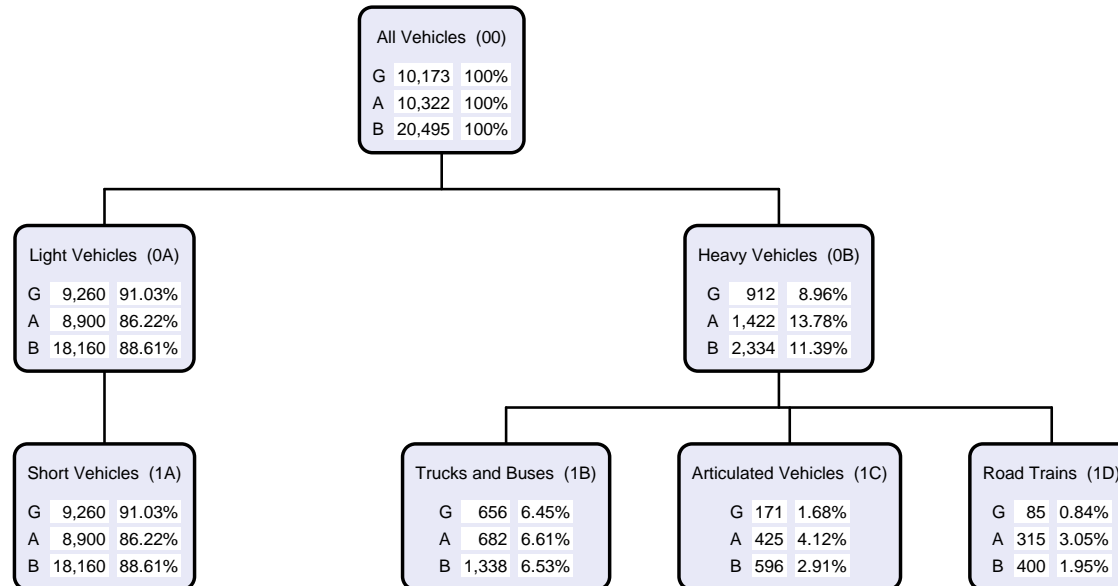 All Vehicles (00)
G 10,173 100%
A 10,322 100%
B 20,495 100%
Light Vehicles (0A)
G 9,260 91.03%
A 8,900 86.22%
B 18,160 88.61%
Heavy Vehicles (0B)
G 912 8.96%
A 1,422 13.78%
B 2,334 11.39%
Short Vehicles (1A)
G 9,260 91.03%
A 8,900 86.22%
B 18,160 88.61%
Trucks and Buses (1B)
G 656 6.45%
A 682 6.61%
B 1,338 6.53%
Articulated Vehicles (1C)
G 171 1.68%
A 425 4.12%
B 596 2.91%
Road Trains (1D)
G 85 0.84%
A 315 3.05%
B 400 1.95%